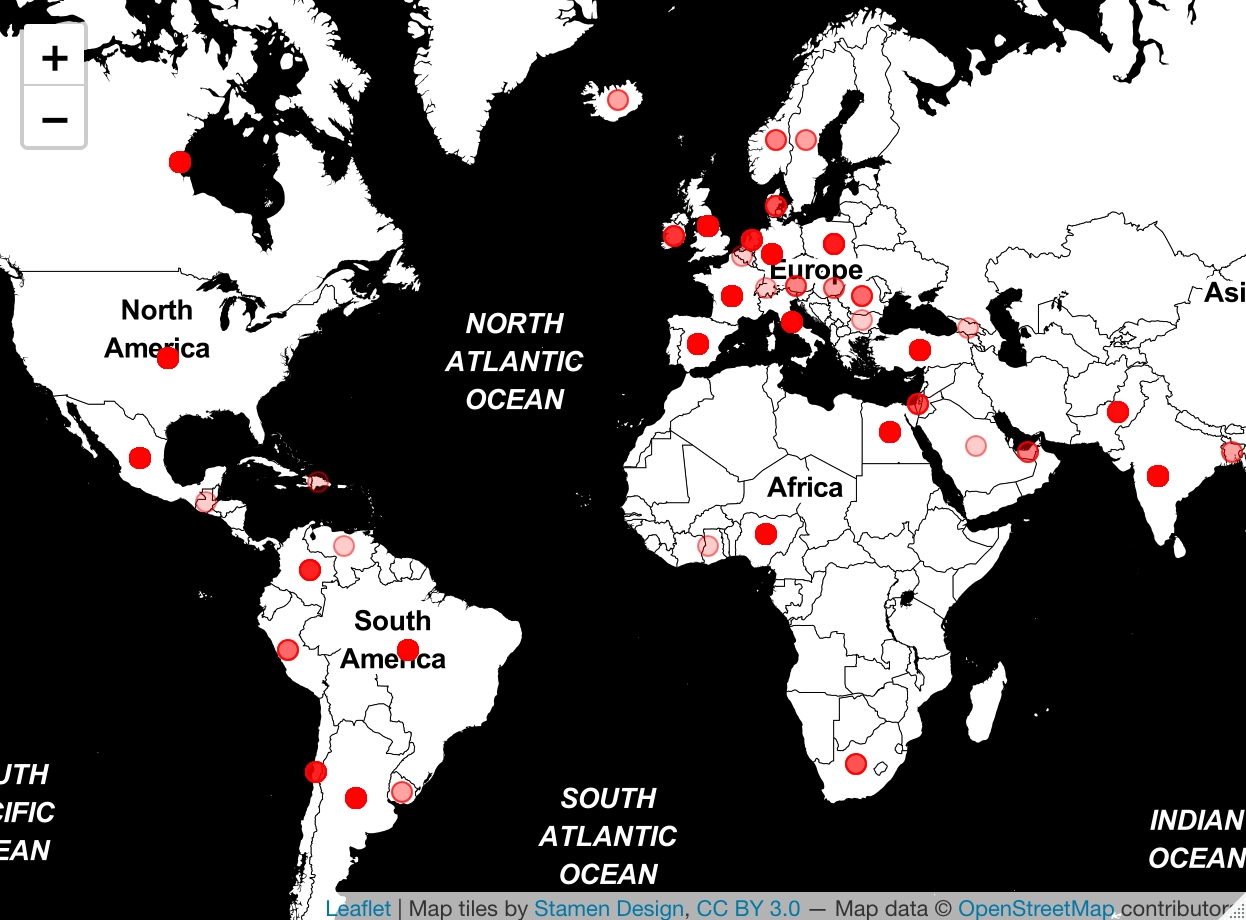 +
−
North
America
NORTH
ATLANTIC
OCEAN
Europe
Asi
Africa
South
America
UTH
CIFIC
EAN
SOUTH
ATLANTIC
OCEAN
INDIAN
OCEAN
Leaflet | Map tiles by Stamen Design, CC BY 3.0 — Map data © OpenStreetMap contributors